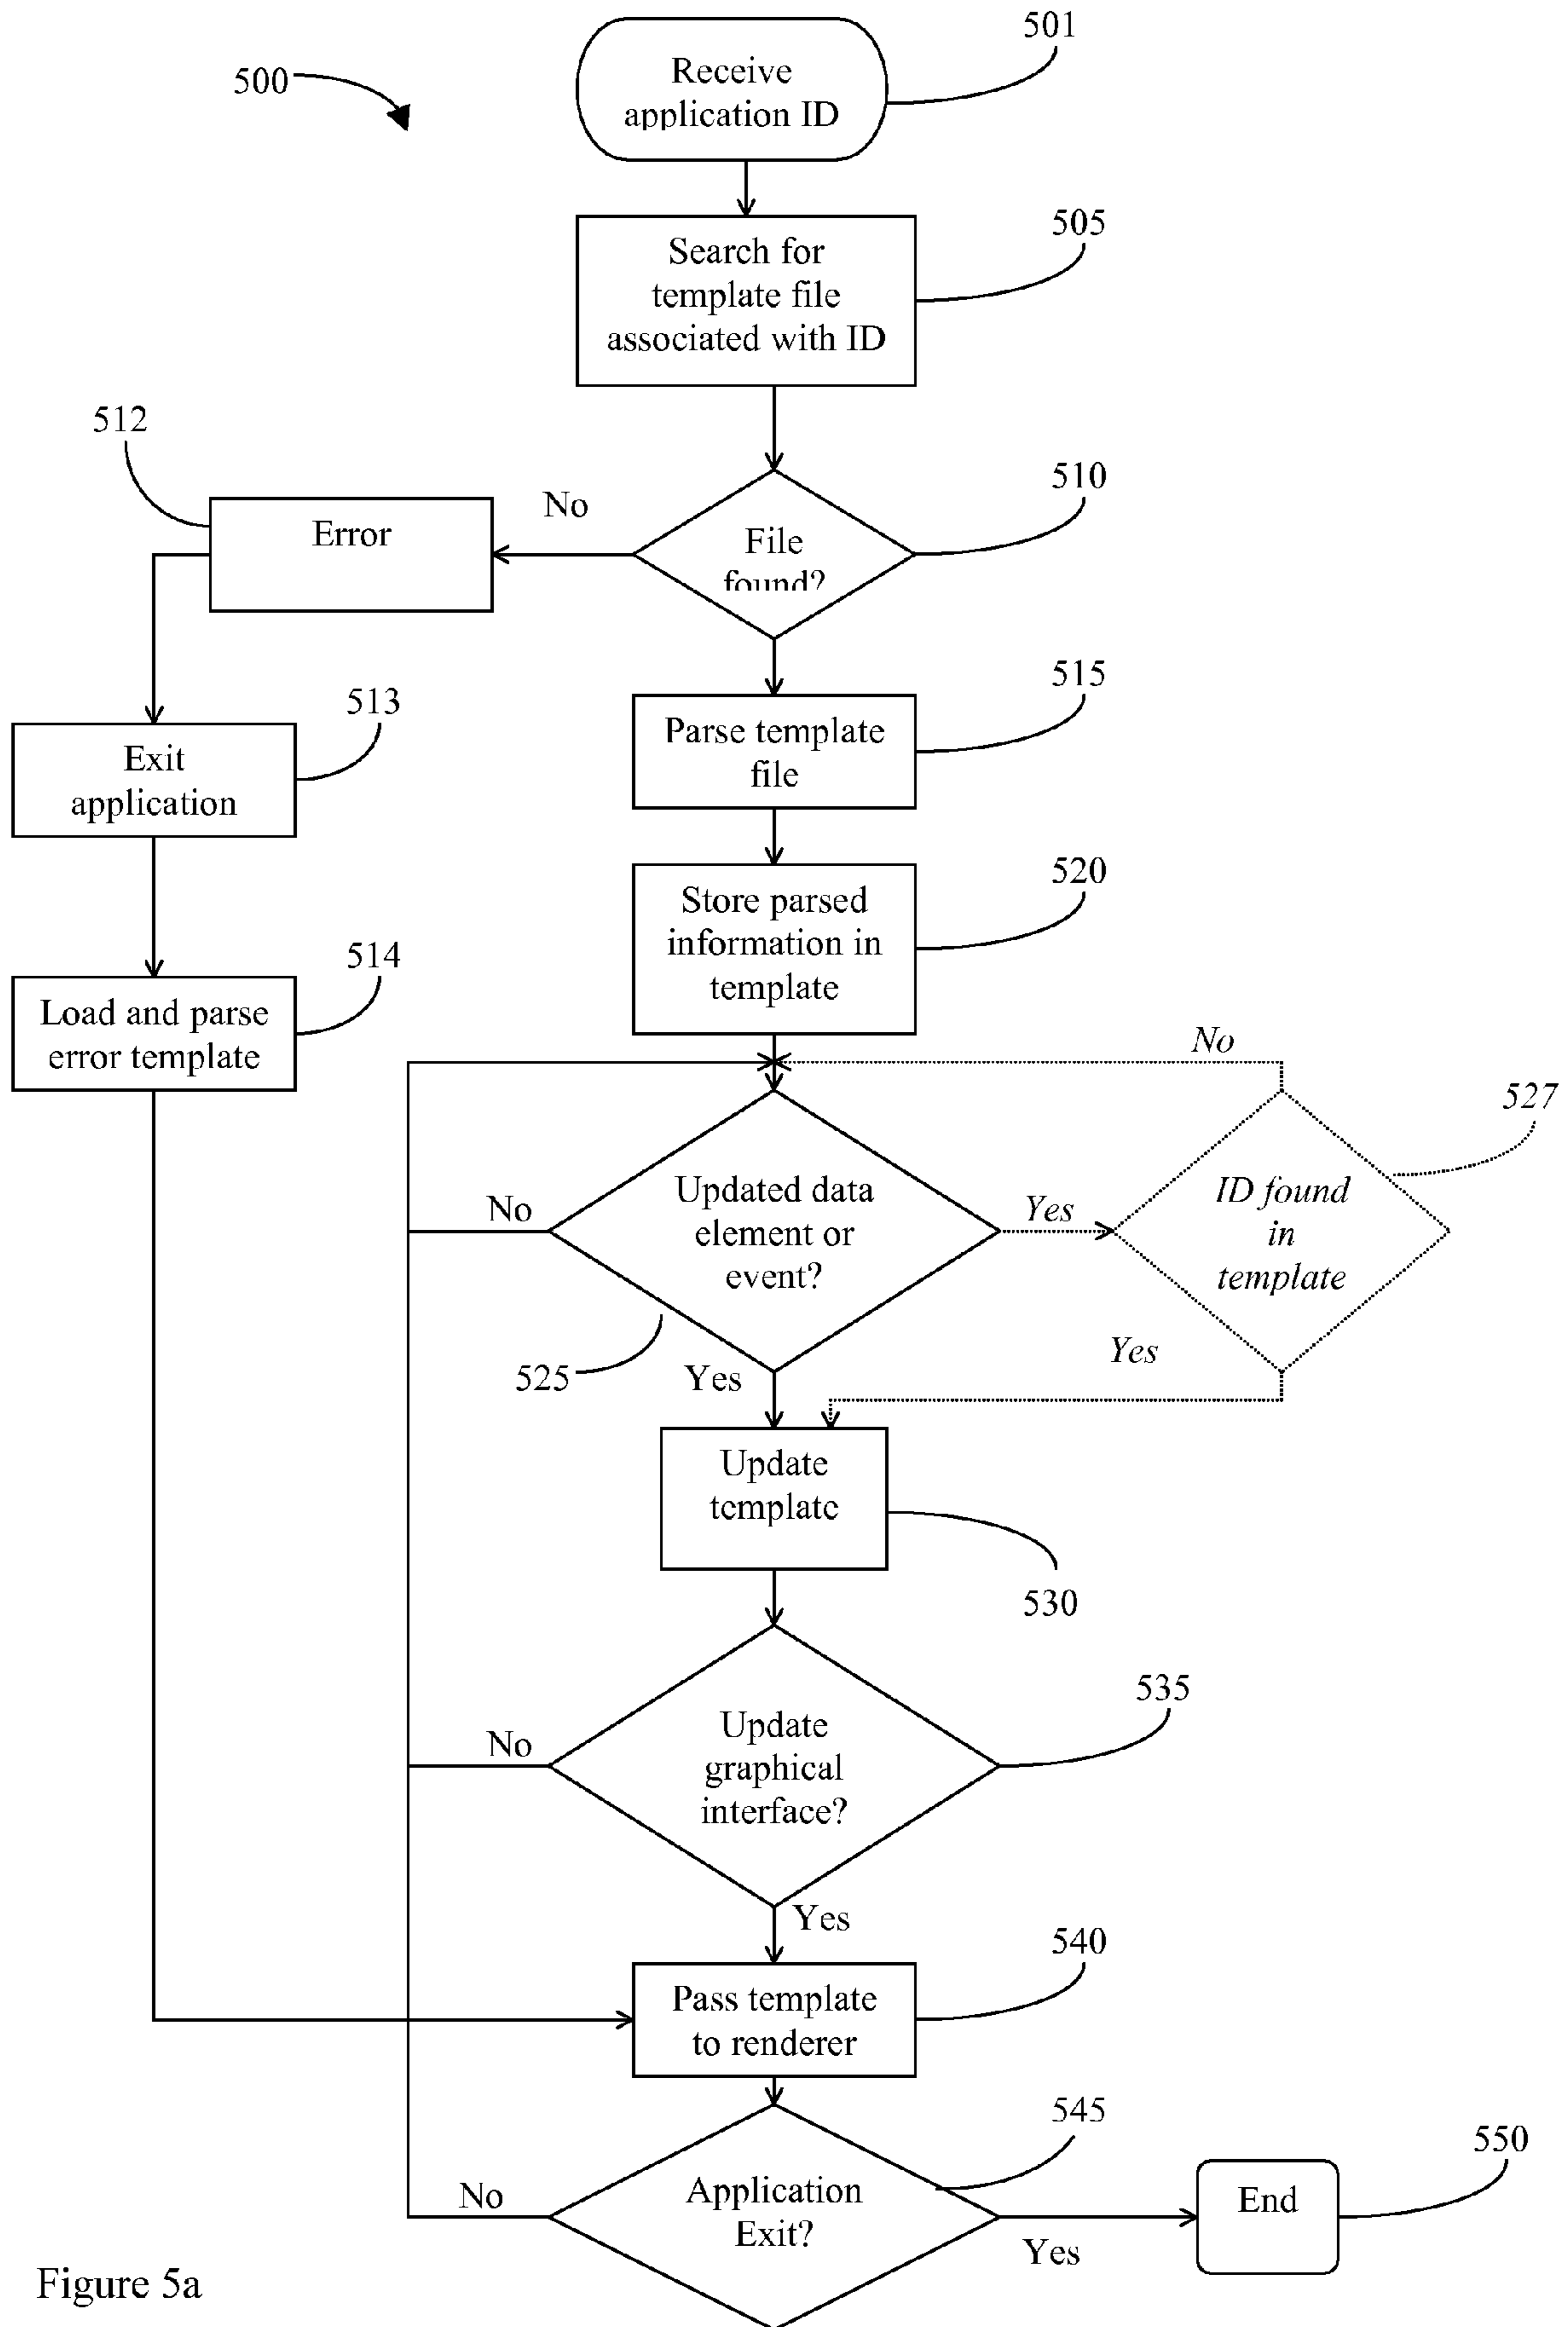 500
501
Receive
application ID
505
Search for
template file
associated with ID
512
510
No
Error
File
found?
515
513
Parse template
file
Exit
application
520
Store parsed
information in
template
514
Load and parse
error template
No
527
Updated data
element or
event?
No
Yes
ID found
in
template
525
Yes
Yes
Update
template
530
535
Update
graphical
interface?
No
Yes
540
Pass template
to renderer
545
550
Application
Exit?
No
Yes
End
Figure 5a